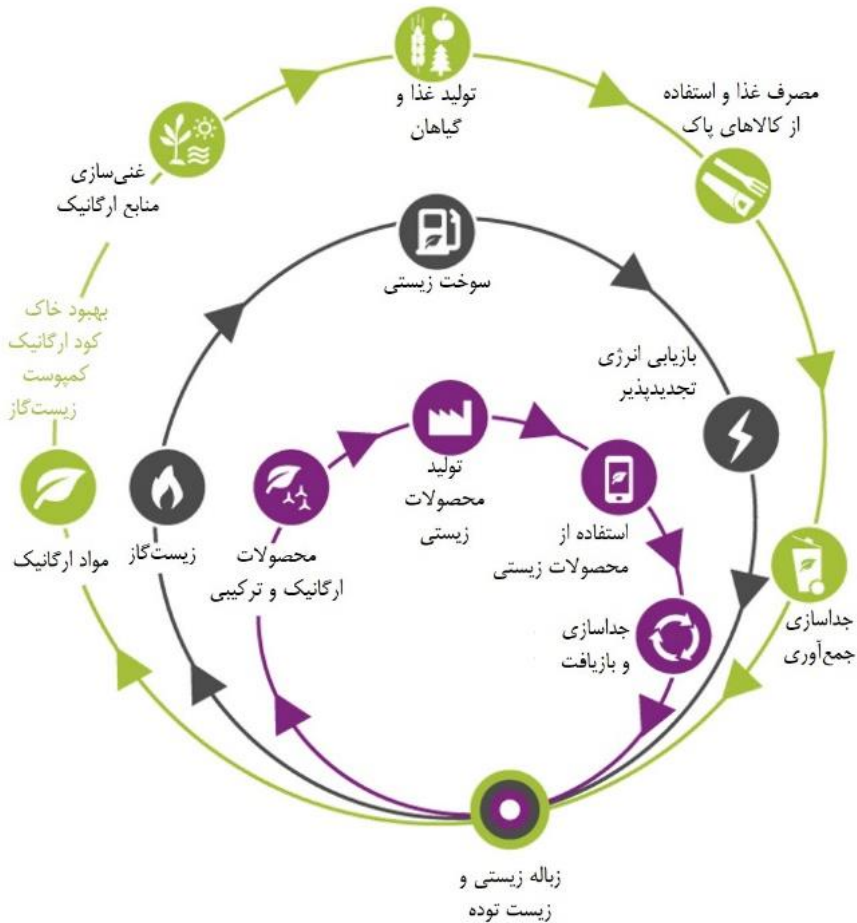 تولید غذا و
گیاهان
مصرف غذا و استفاده
از کالاهای پاک
غنی‌سازی
منابع ارگانیک
سوخت زیستی
بهبود خاک
کود ارگانیک
کمپوست
زیست‌گاز
بازیابی انرژی
تجدیدپذیر
تولید
محصولات
زیستی
استفاده از
محصولات زیستی
محصولات
ارگانیک و ترکیبی
زیست‌گاز
مواد ارگانیک
جداسازی
و بازیافت
جداسازی
جمع‌آوری
زباله زیستی و
زیست توده